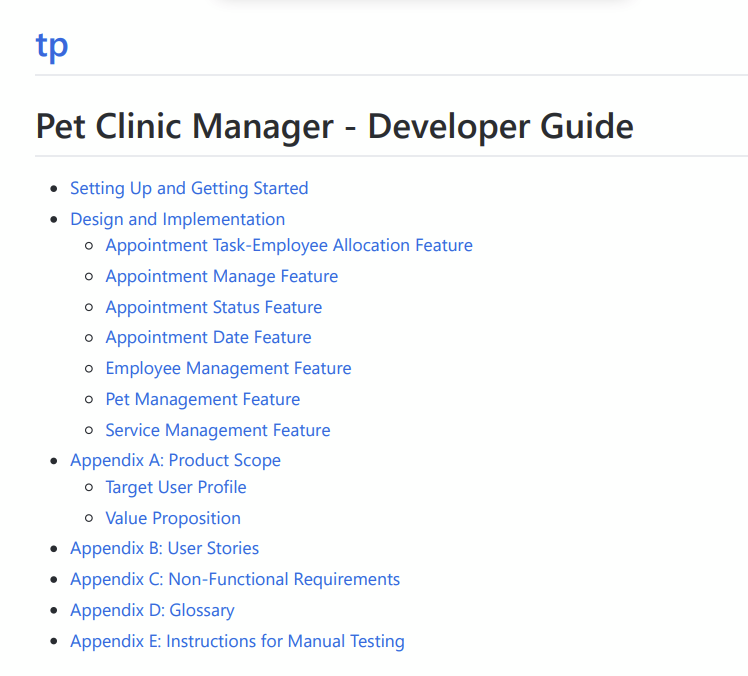 tp
Pet Clinic Manager - Developer Guide
Setting Up and Getting Started
Design and Implementation
Appointment Task-Employee Allocation Feature
Appointment Manage Feature
Appointment Status Feature
Appointment Date Feature
Employee Management Feature
Pet Management Feature
Service Management Feature
Appendix A: Product Scope
Target User Profile
Value Proposition
Appendix B: User Stories
Appendix C: Non-Functional Requirements
Appendix D: Glossary
Appendix E: Instructions for Manual Testing